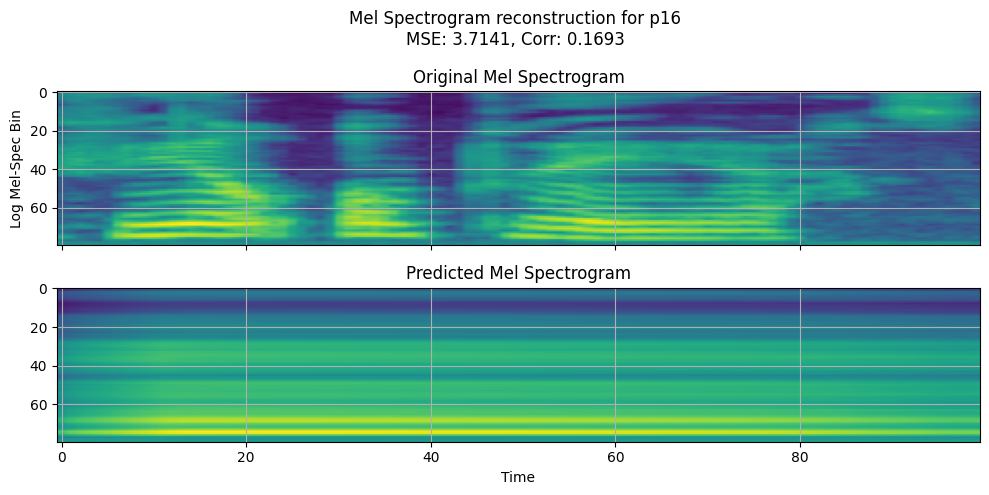 Mel Spectrogram reconstruction for p16
MSE: 3.7141, Corr: 0.1693
Original Mel Spectrogram
0
20
40
60
Log Mel-Spec Bin
Predicted Mel Spectrogram
0
20
40
60
0 20 40 60 80
Time